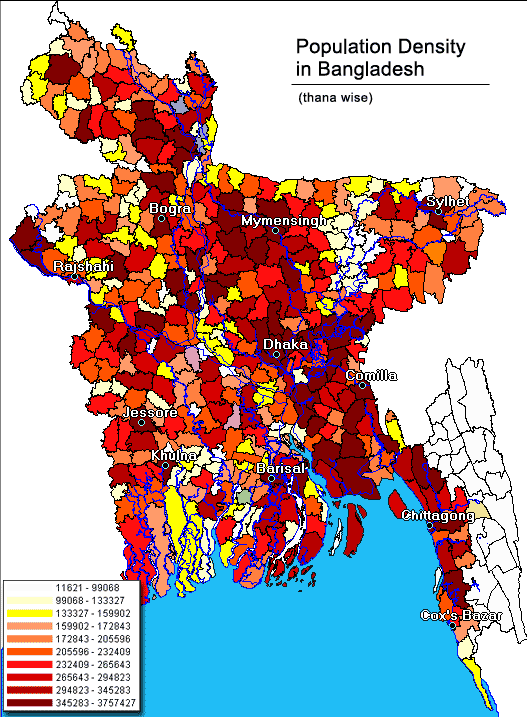 Population Density
in Bangladesh
(thana wise)
Sylhet
Bogra
Mymensingh
Rajshahi
Dhaka
Comilla
Jessore
Khulna
Barisal
Chittagong
Cox's Bazar
11621 - 99068
99068 - 133327
133327 - 159902
159902 - 172843
172843 - 205596
205596 - 232409
232409 - 265643
265643 - 294823
294823 - 345283
345283 - 3757427